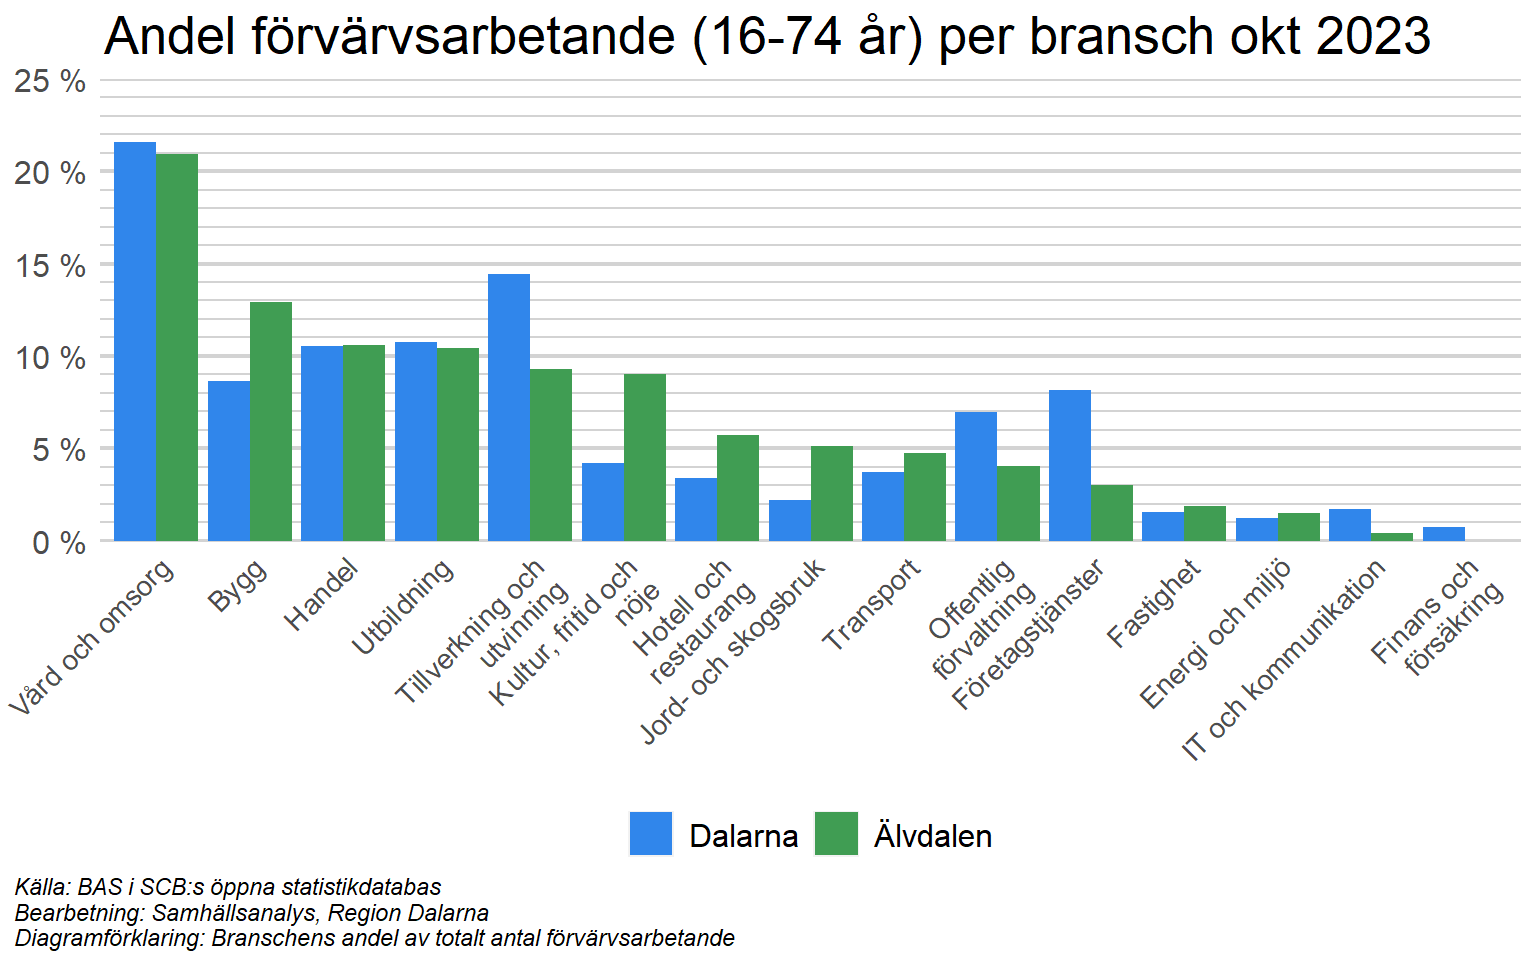 Andel förvärvsarbetande (16-74 år) per bransch okt 2023
25 %
20 %
15 %
10 %
5 %
0 %
Vård och omsorg
Bygg
Handel
Utbildning
Tillverkning och
utvinning
Kultur, fritid och
nöje
Hotell och
restaurang
Jord- och skogsbruk
Transport
Offentlig
förvaltning
Företagstjänster
Fastighet
Energi och miljö
IT och kommunikation
Finans och
försäkring
Dalarna
Älvdalen
Källa: BAS i SCB:s öppna statistikdatabas
Bearbetning: Samhällsanalys, Region Dalarna
Diagramförklaring: Branschens andel av totalt antal förvärvsarbetande